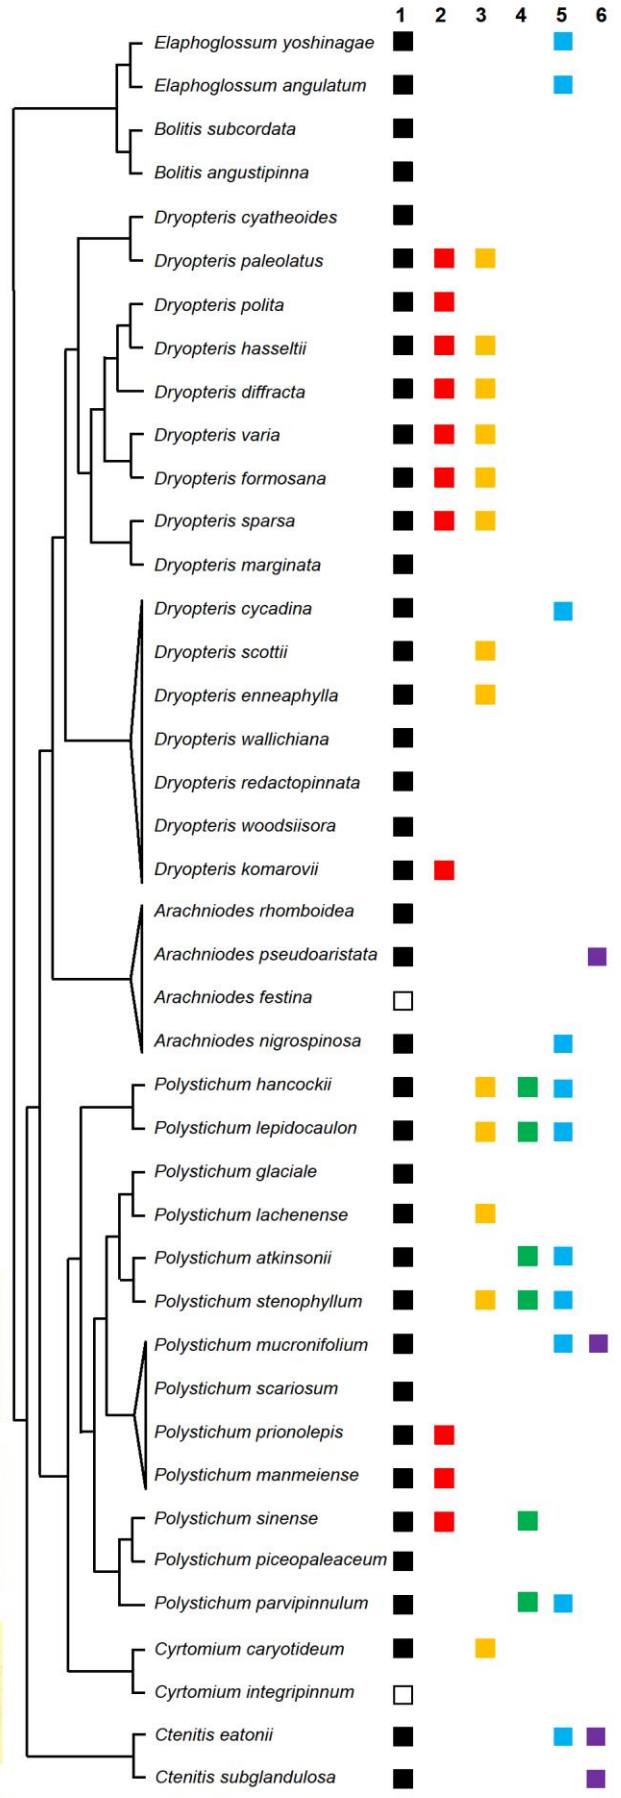 1 2 3 4 5 6
Elaphoglossum yoshinagae
Elaphoglossum angulatum
Bolitis subcordata
Bolitis angustipinna
Dryopteris cyatheoides
Dryopteris paleolatus
Dryopteris polita
Dryopteris hasseltii
Dryopteris diffracta
Dryopteris varia
Dryopteris formosana
Dryopteris sparsa
Dryopteris marginata
Dryopteris cycadina
Dryopteris scottii
Dryopteris enneaphylla
Dryopteris wallichiana
Dryopteris redactopinnata
Dryopteris woodsiisora
Dryopteris komarovii
Arachniodes rhomboidea
Arachniodes pseudoaristata
Arachniodes festina
Arachniodes nigrospinosa
Polystichum hancockii
Polystichum lepidocaulon
Polystichum glaciale
Polystichum lachenense
Polystichum atkinsonii
Polystichum stenophyllum
Polystichum mucronifolium
Polystichum scariosum
Polystichum prionolepis
Polystichum manmeiense
Polystichum sinense
Polystichum piceopaleaceum
Polystichum parvipinnulum
Cyrtomium caryotideum
Cyrtomium integripinnum
Ctenitis eatonii
Ctenitis subglandulosa